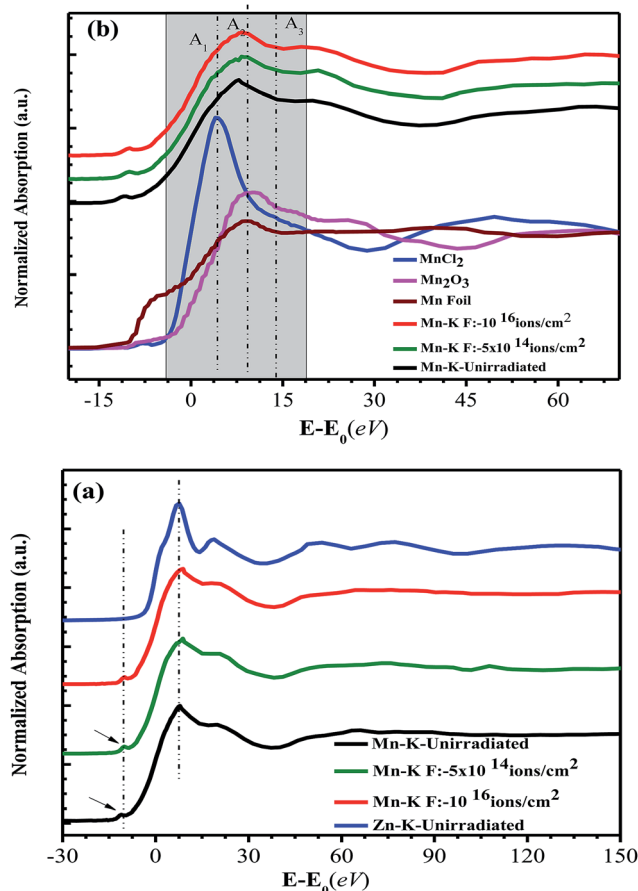 (b)
A1 A2 A3
Normalized Absorption (a.u.)
MnCl2
Mn2O3
Mn Foil
Mn-K F:-10 16ions/cm2
Mn-K F:-5x10 14ions/cm2
Mn-K-Unirradiated
-15 0 15 30 45 60
E-E0(eV)
(a)
Normalized Absorption (a.u.)
Mn-K-Unirradiated
Mn-K F:-5x10 14ions/cm2
Mn-K F:-10 16ions/cm2
Zn-K-Unirradiated
-30 0 30 60 90 120 150
E-E0(eV)